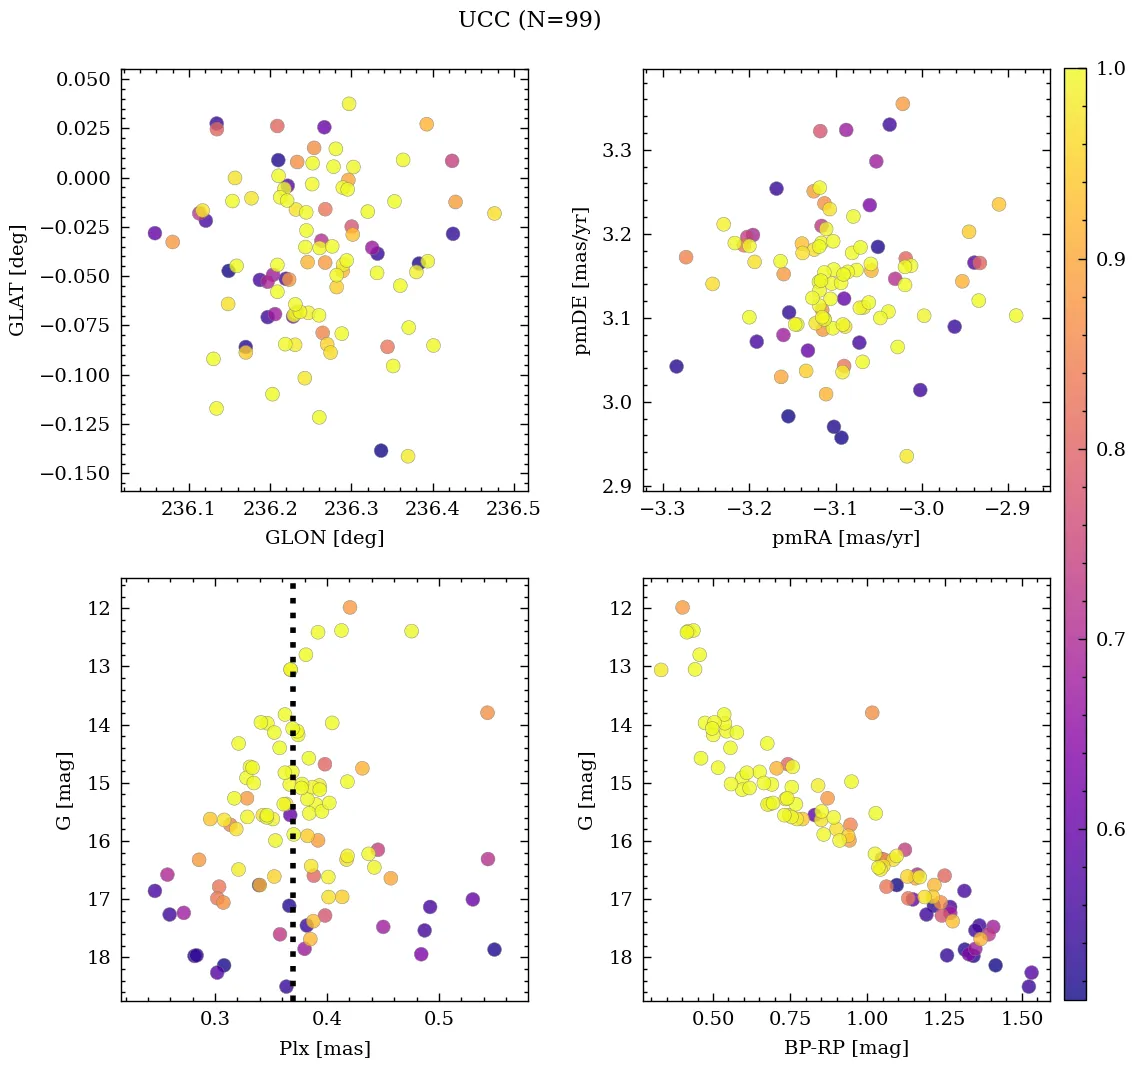 UCC (N=99)
0.050
0.025
0.000
−0.025
−0.050
−0.075
−0.100
−0.125
−0.150
GLAT [deg]
236.1 236.2 236.3 236.4 236.5
GLON [deg]
3.3
3.2
3.1
3.0
2.9
pmDE [mas/yr]
−3.3 −3.2 −3.1 −3.0 −2.9
pmRA [mas/yr]
1.0
0.9
0.8
0.7
0.6
12
13
14
15
16
17
18
G [mag]
0.3 0.4 0.5
Plx [mas]
12
13
14
15
16
17
18
G [mag]
0.50 0.75 1.00 1.25 1.50
BP-RP [mag]